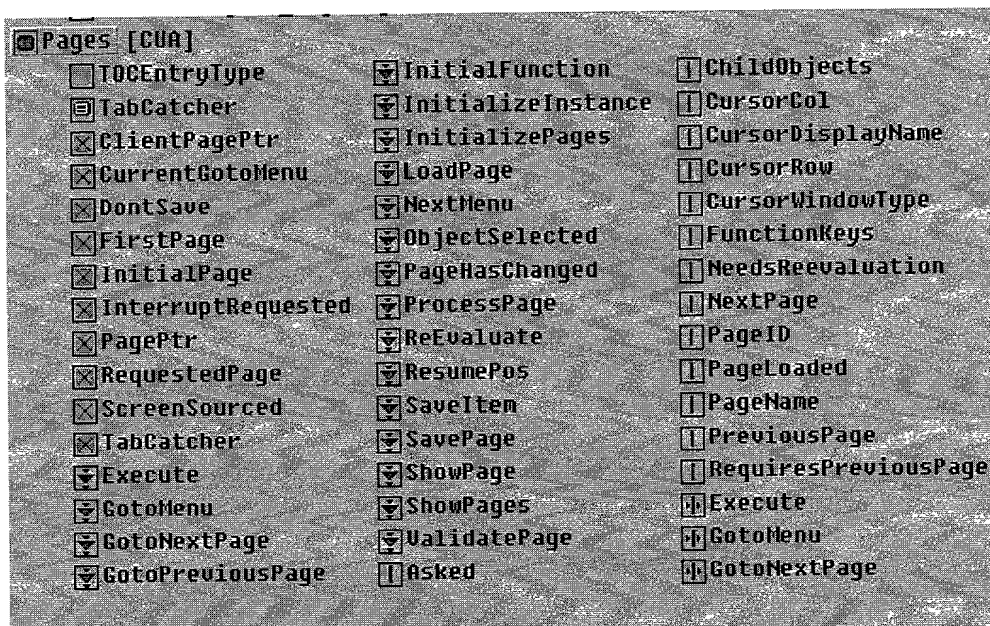 Pages [CUA]
TOCEntryType
TabCatcher
ClientPagePtr
CurrentGotoMenu
DontSave
FirstPage
InitialPage
InterruptRequested
PagePtr
RequestedPage
ScreenSourced
TabCatcher
Execute
GotoMenu
GotoNextPage
GotoPreviousPage
InitialFunction
InitializeInstance
InitializePages
LoadPage
NextMenu
ObjectSelected
PageHasChanged
ProcessPage
ReEvaluate
ResumePos
SaveItem
SavePage
ShowPage
ShowPages
ValidatePage
Asked
ChildObjects
CursorCol
CursorDisplayName
CursorRow
CursorWindowType
FunctionKeys
NeedsReevaluation
NextPage
PageID
PageLoaded
PageName
PreviousPage
RequiresPreviousPage
Execute
GotoMenu
GotoNextPage